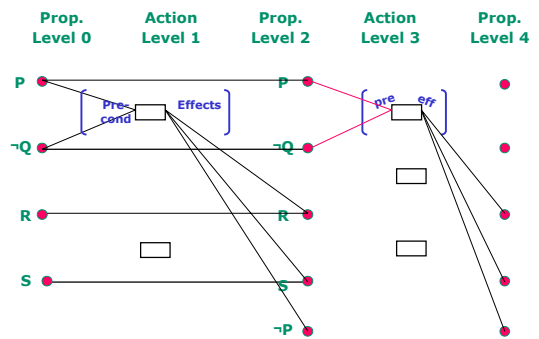 Prop. Action Prop. Action Prop.
Level 0 Level 1 Level 2 Level 3 Level 4
P P
Pre- Effects pre eff
cond
¬Q ¬Q
R R
S S
¬P